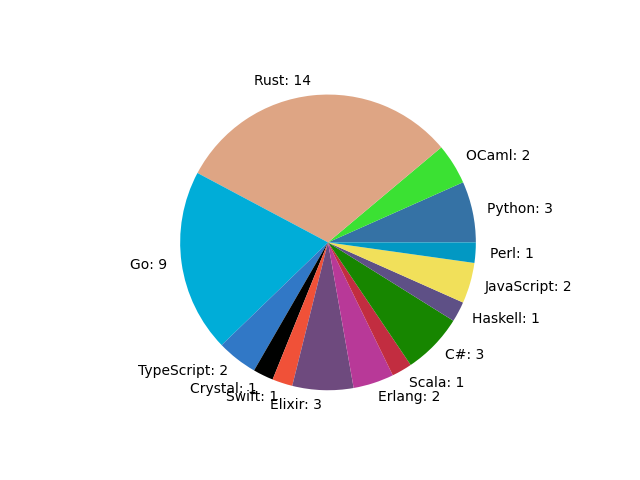 Rust: 14
OCaml: 2
Python: 3
Go: 9
Perl: 1
JavaScript: 2
Haskell: 1
C#: 3
TypeScript: 2
Scala: 1
Crystal: 1
Swift: 1
Erlang: 2
Elixir: 3